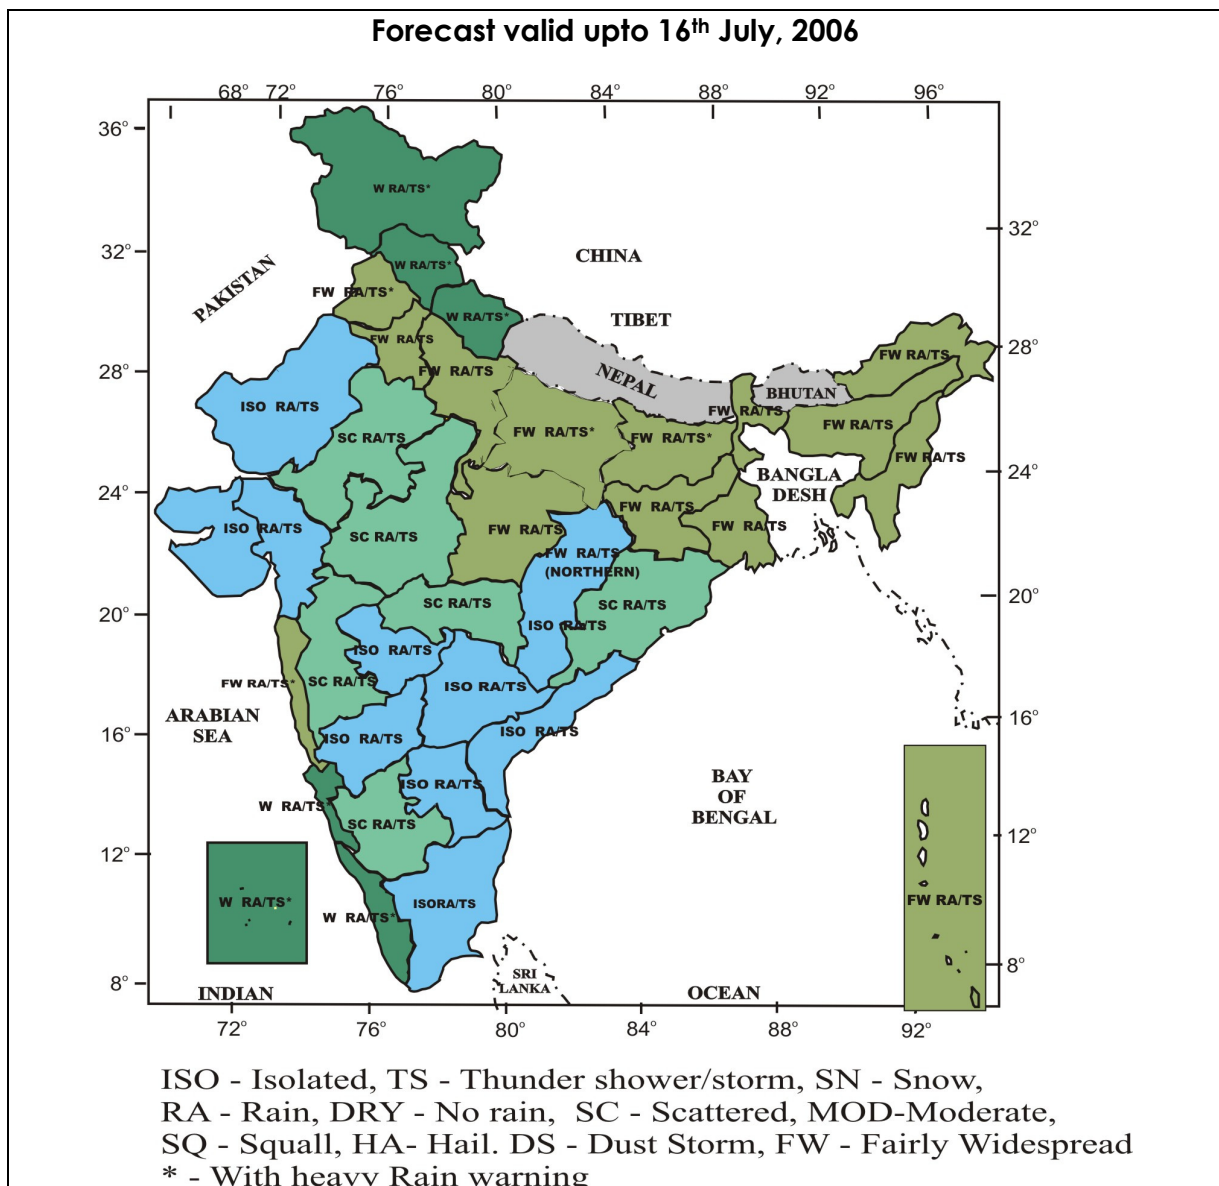 Forecast valid upto 16th July, 2006
68° 72° 76° 80° 84° 88° 92° 96°
36°
W RA/TS*
32°
32°
CHINA
W RA/TS*
PAKISTAN
FW RA/TS*
W RA/TS*
TIBET
FW RA/TS
28°
28°
FW RA/TS
FW RA/TS
NEPAL
BHUTAN
ISO RA/TS
FW RA/TS
SC RA/TS
FW RA/TS*
FW RA/TS*
FW RA/TS
FW RA/TS
24°
24°
BANGLA
DESH
FW RA/TS
ISO RA/TS
SC RA/TS
FW RA/TS
FW RA/TS
FW RA/TS
(NORTHERN)
20°
20°
SC RA/TS
SC RA/TS
ISO RA/TS
ISO RA/TS
FW RA/TS*
SC RA/TS
ISO RA/TS
ARABIAN
SEA
16°
16°
ISO RA/TS
ISO RA/TS
BAY
OF
BENGAL
ISO RA/TS
W RA/TS*
SC RA/TS
12°
12°
W RA/TS*
W RA/TS*
ISORA/TS
FW RA/TS
8°
8°
SRI
LANKA
INDIAN
OCEAN
72° 76° 80° 84° 88° 92°
ISO - Isolated, TS - Thunder shower/storm, SN - Snow,
RA - Rain, DRY - No rain, SC - Scattered, MOD-Moderate,
SQ - Squall, HA- Hail. DS - Dust Storm, FW - Fairly Widespread
* - With heavy Rain warning